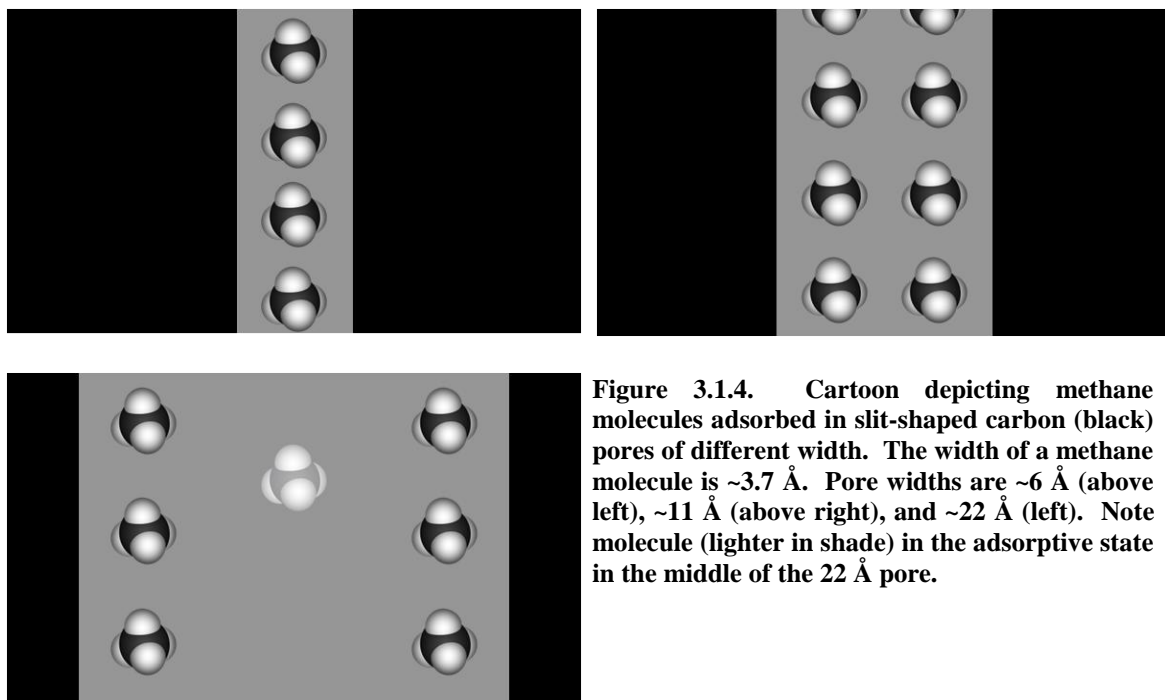 Figure 3.1.4. Cartoon depicting methane
molecules adsorbed in slit-shaped carbon (black)
pores of different width. The width of a methane
molecule is ~3.7 Å. Pore widths are ~6 Å (above
left), ~11 Å (above right), and ~22 Å (left). Note
molecule (lighter in shade) in the adsorptive state
in the middle of the 22 Å pore.